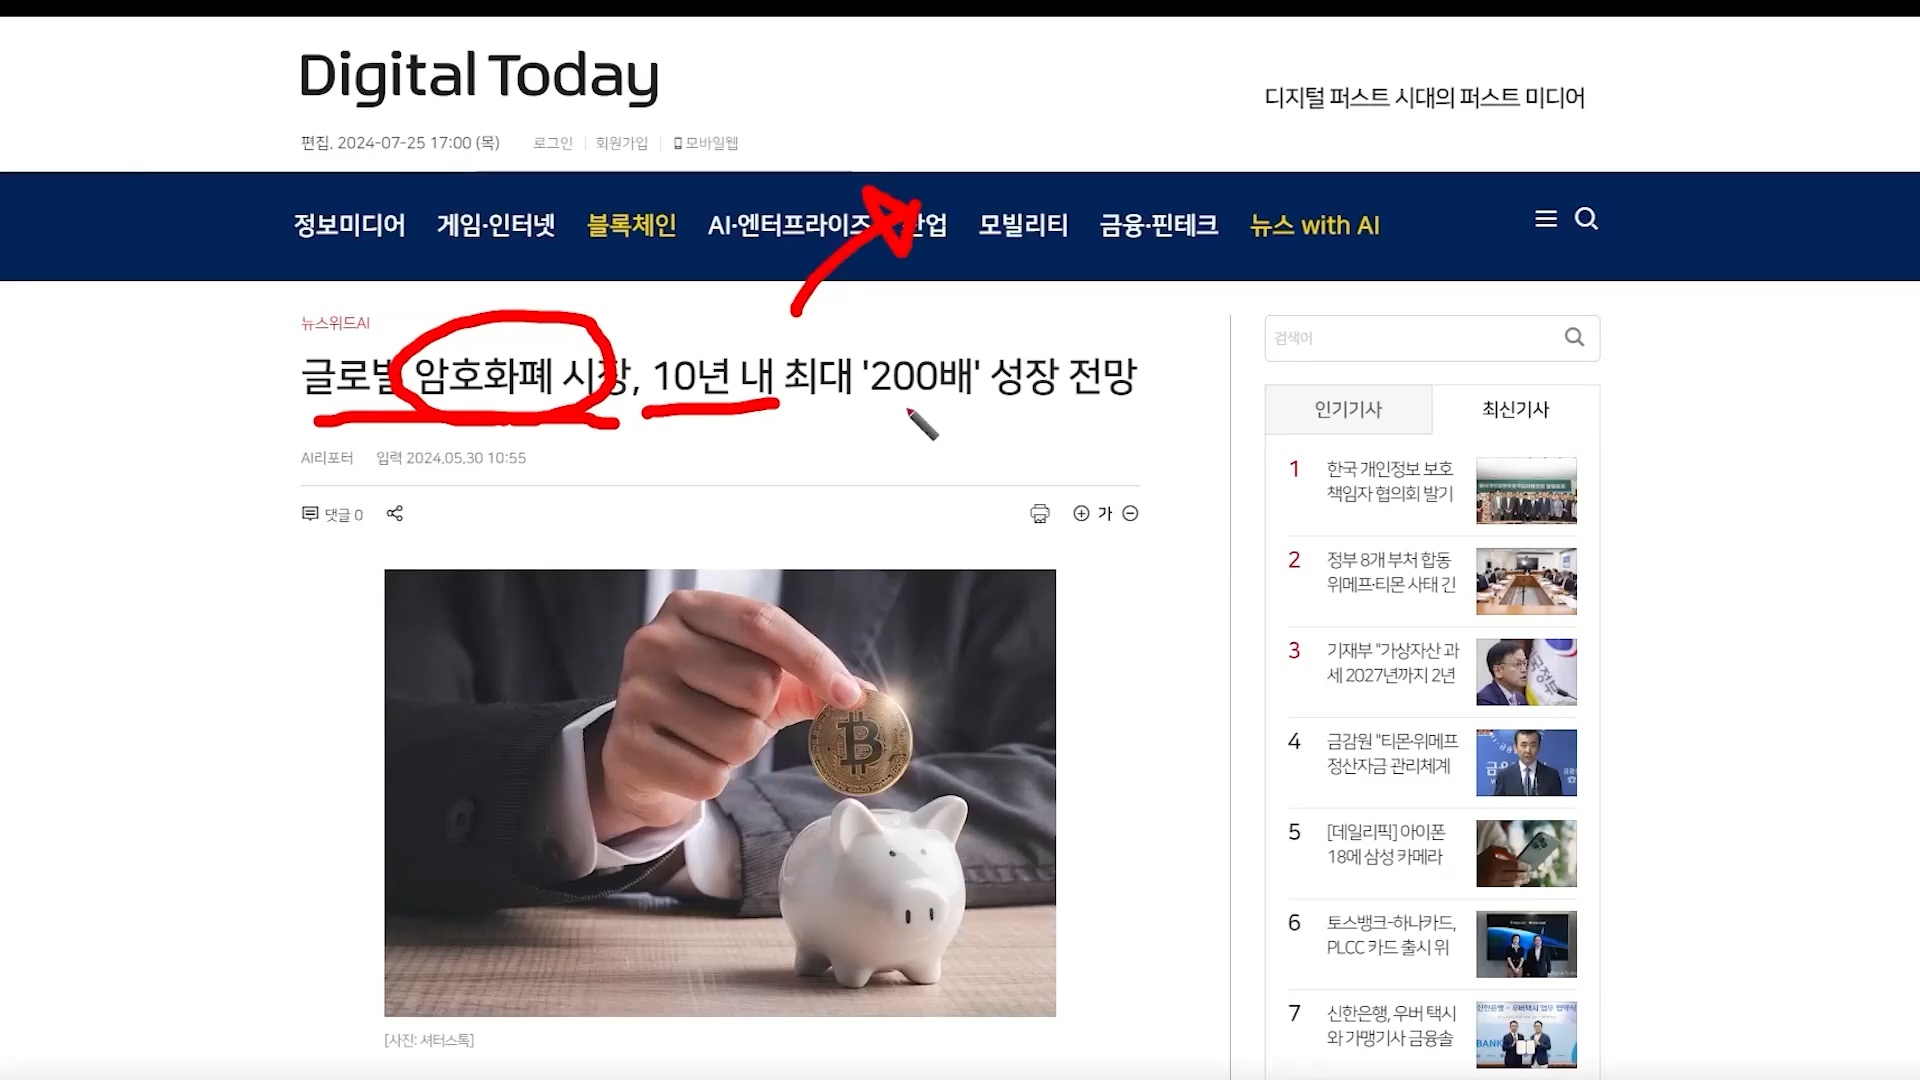 Digital Today
디지털 퍼스트 시대의 퍼스트 미디어
편집. 2024-07-25 17:00 (목)
로그인
회원가입
모바일웹
정보미디어 게임·인터넷 블록체인 AI·엔터프라이즈 산업 모빌리티 금융·핀테크 뉴스 with AI
뉴스위드AI
글로벌 암호화폐 시장, 10년 내 최대 '200배' 성장 전망
AI리포터 입력 2024.05.30 10:55
댓글 0
가
B
[사진: 셔터스톡]
검색어
인기기사 최신기사
1 한국 개인정보 보호
책임자 협의회 발기
2 정부 8개 부처 합동
위메프·티몬 사태 긴
3 기재부 "가상자산 과
세 2027년까지 2년
4 금감원 "티몬·위메프
정산자금 관리체계
5 [데일리픽] 아이폰
18에 삼성 카메라
6 토스뱅크-하나카드,
PLCC 카드 출시 위
7 신한은행, 우버 택시
와 가맹기사 금융솔